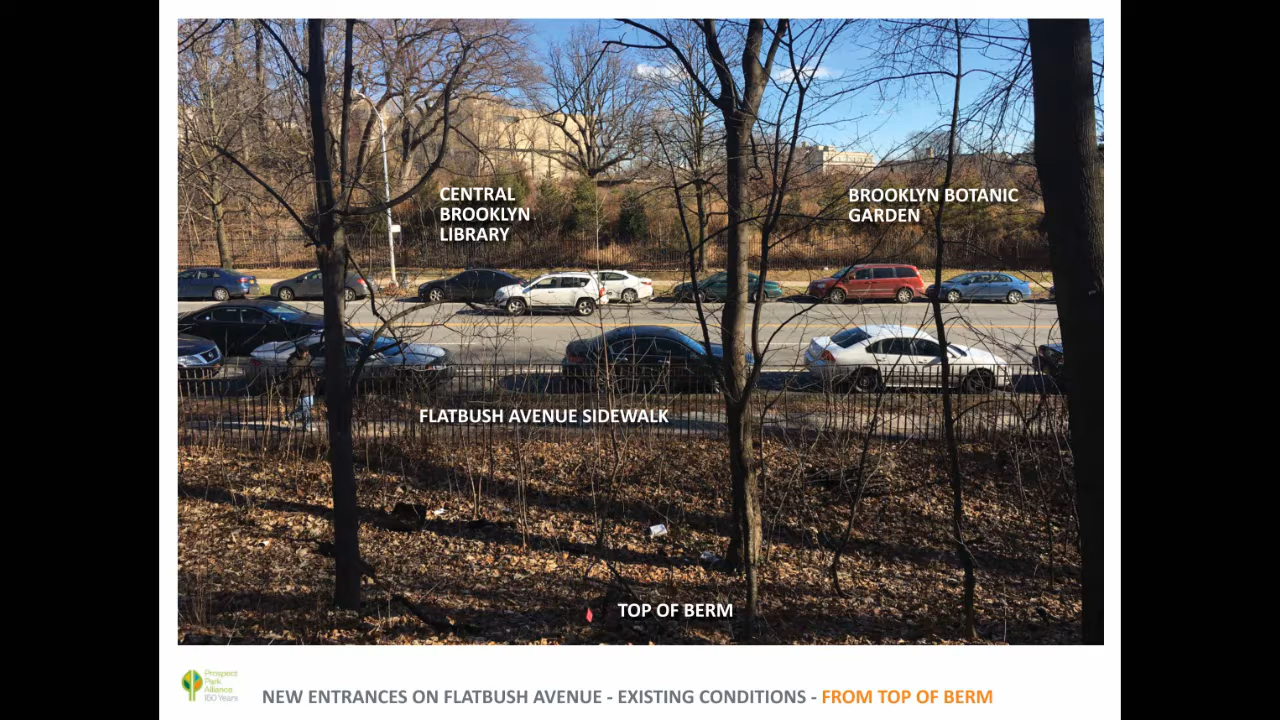 CENTRAL
BROOKLYN
LIBRARY
BROOKLYN BOTANIC
GARDEN
FLATBUSH AVENUE SIDEWALK
TOP OF BERM
Prospect
Park
Alliance
150 Years
NEW ENTRANCES ON FLATBUSH AVENUE - EXISTING CONDITIONS - FROM TOP OF BERM